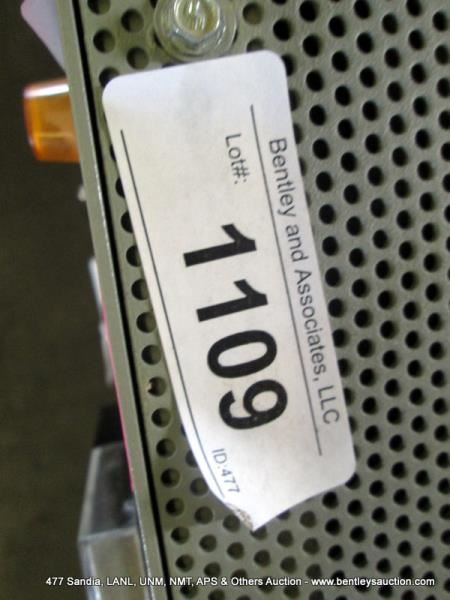 Bentley and Associates, LLC
Lot#:
1109
ID:477
477 Sandia, LANL, UNM, NMT, APS & Others Auction - www.bentleysauction.com